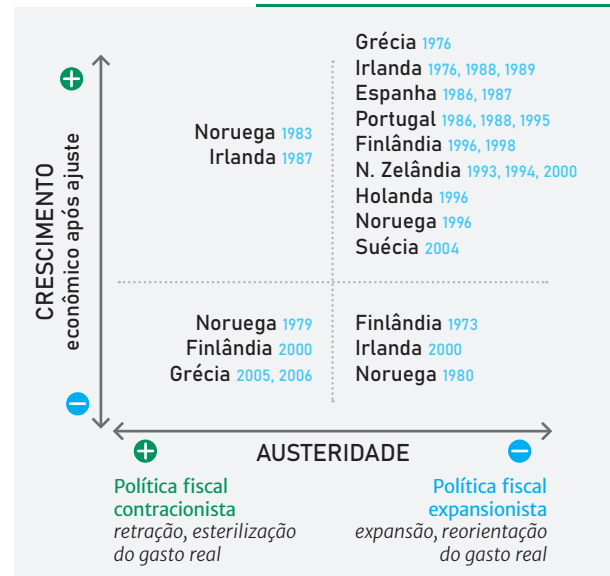 CRESCIMENTO
econômico após ajuste
+
−
Noruega 1983
Irlanda 1987
Grécia 1976
Irlanda 1976, 1988, 1989
Espanha 1986, 1987
Portugal 1986, 1988, 1995
Finlândia 1996, 1998
N. Zelândia 1993, 1994, 2000
Holanda 1996
Noruega 1996
Suécia 2004
Noruega 1979
Finlândia 2000
Grécia 2005, 2006
Finlândia 1973
Irlanda 2000
Noruega 1980
+
AUSTERIDADE
−
Política fiscal
contracionista
retração, esterilização
do gasto real
Política fiscal
expansionista
expansão, reorientação
do gasto real